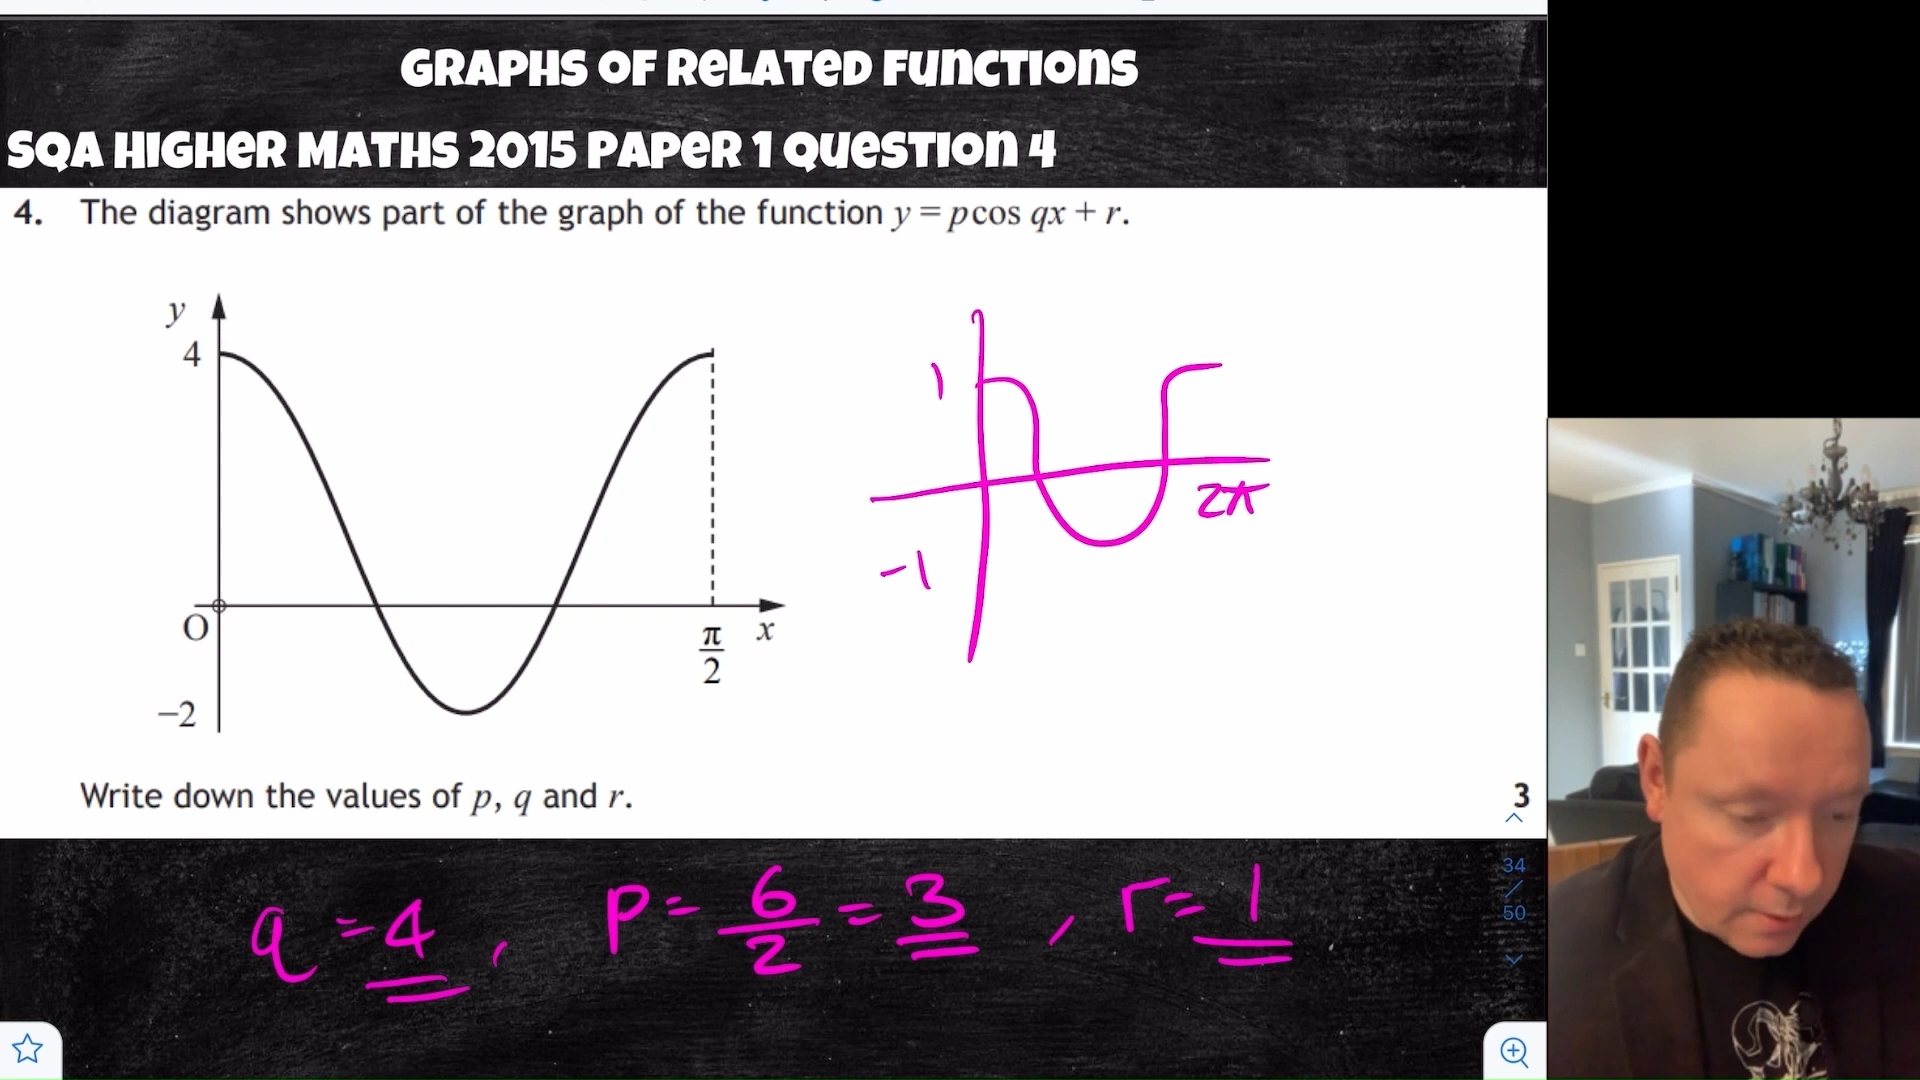 GRAPHS OF RELATED FUNCTIONS
SQA HIGHER MATHS 2015 PAPER 1 QUESTION 4
4. The diagram shows part of the graph of the function y = p cos qx + r.
y
4
O
π/2
x
−2
1
-1
2π
Write down the values of p, q and r.
3
34
/
50
q = 4, p = 6/2 = 3, r = 1